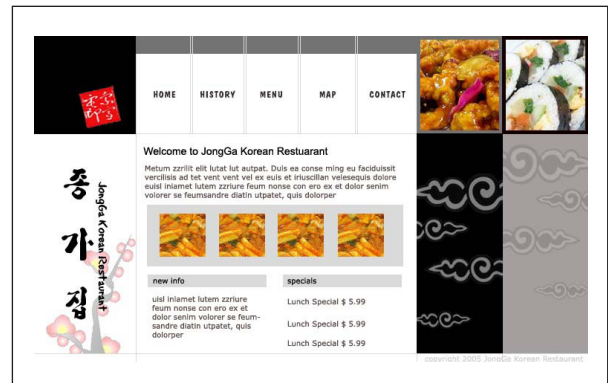 HOME HISTORY MENU MAP CONTACT
종가집
JongGa Korean Restaurant
Welcome to JongGa Korean Restuarant
Metum zzrilit elit lutat lut autpat. Duis ea conse ming eu faciduissit
vercilisis ad tet vent vent vel ex euis et iriuscillan velesequis dolore
euisl iniamet lutem zzriure feum nonse con ero ex et dolor senim
volorer se feumsandre diatin utpatet, quis dolorper
new info
uisl iniamet lutem zzriure
feum nonse con ero ex et
dolor senim volorer se feum-
sandre diatin utpatet, quis
dolorper
specials
Lunch Special $ 5.99
Lunch Special $ 5.99
Lunch Special $ 5.99
copyright 2005 JongGa Korean Restaurant